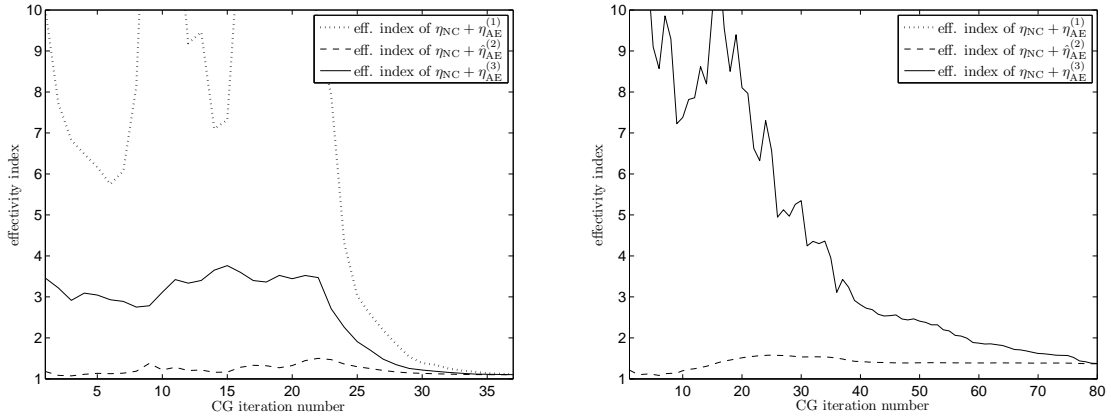 10
9
8
7
6
5
4
3
2
1
effectivity index
eff. index of η_NC + η_AE^(1)
eff. index of η_NC + η̂_AE^(2)
eff. index of η_NC + η_AE^(3)
5 10 15 20 25 30 35
CG iteration number
10
9
8
7
6
5
4
3
2
1
effectivity index
eff. index of η_NC + η_AE^(1)
eff. index of η_NC + η̂_AE^(2)
eff. index of η_NC + η_AE^(3)
10 20 30 40 50 60 70 80
CG iteration number